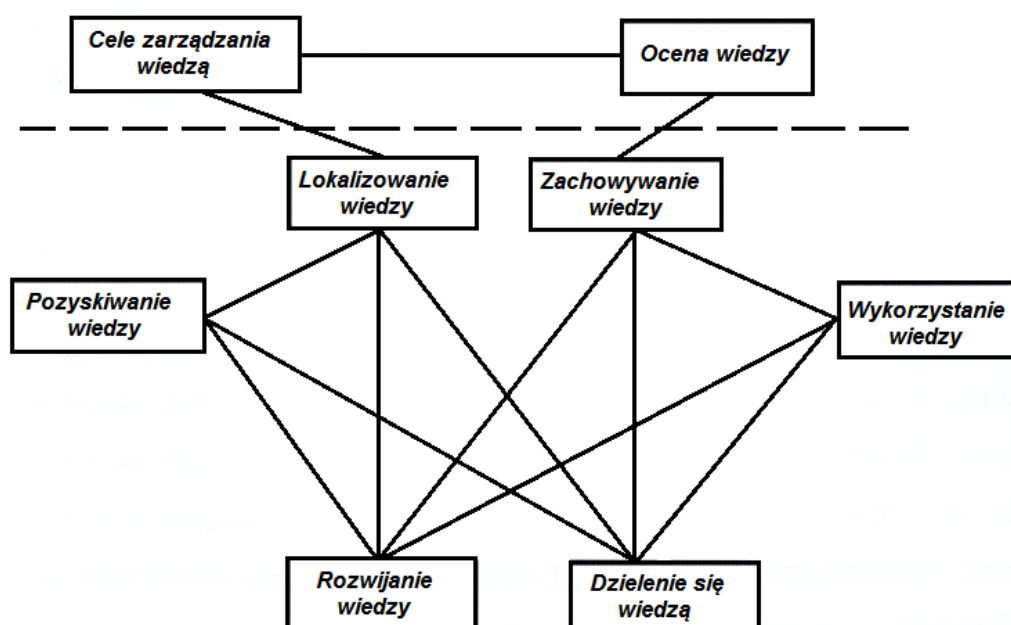 Cele zarządzania
wiedzą
Ocena wiedzy
Lokalizowanie
wiedzy
Zachowywanie
wiedzy
Pozyskiwanie
wiedzy
Wykorzystanie
wiedzy
Rozwijanie
wiedzy
Dzielenie się
wiedzą